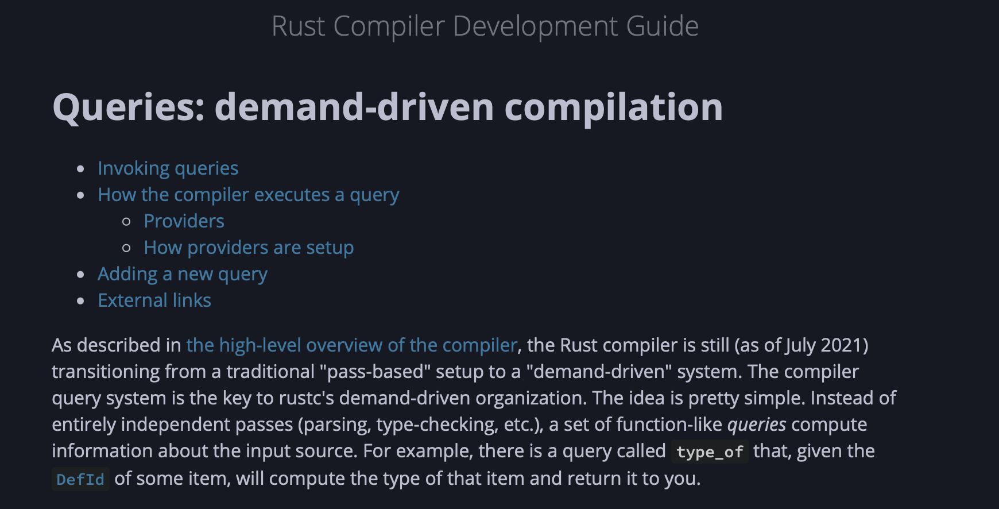 Rust Compiler Development Guide
Queries: demand-driven compilation
Invoking queries
How the compiler executes a query
Providers
How providers are setup
Adding a new query
External links
As described in the high-level overview of the compiler, the Rust compiler is still (as of July 2021)
transitioning from a traditional "pass-based" setup to a "demand-driven" system. The compiler
query system is the key to rustc's demand-driven organization. The idea is pretty simple. Instead of
entirely independent passes (parsing, type-checking, etc.), a set of function-like queries compute
information about the input source. For example, there is a query called type_of that, given the
DefId of some item, will compute the type of that item and return it to you.